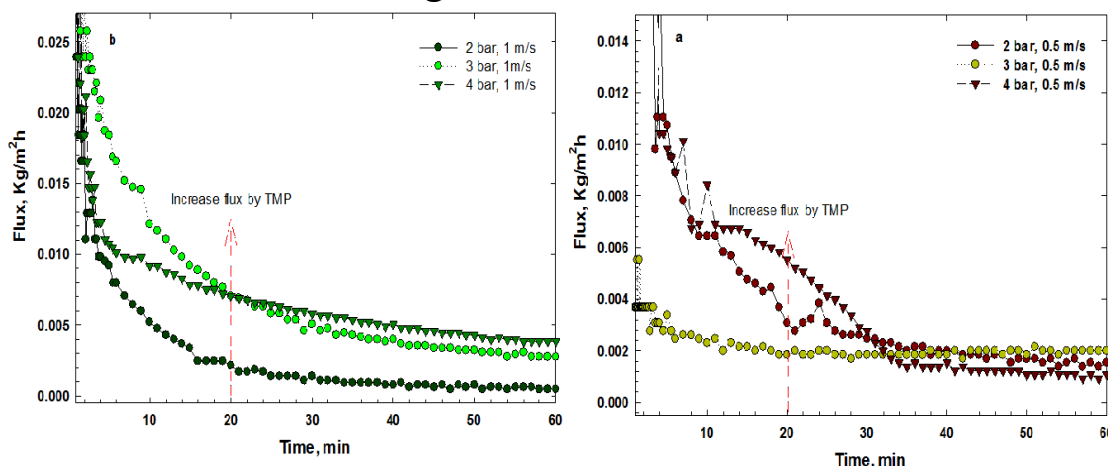 b
2 bar, 1 m/s
3 bar, 1m/s
4 bar, 1 m/s
Increase flux by TMP
Flux, Kg/m²h
0.025
0.020
0.015
0.010
0.005
0.000
10 20 30 40 50 60
Time, min
a
2 bar, 0.5 m/s
3 bar, 0.5 m/s
4 bar, 0.5 m/s
Increase flux by TMP
Flux, Kg/m²h
0.014
0.012
0.010
0.008
0.006
0.004
0.002
0.000
10 20 30 40 50 60
Time, min